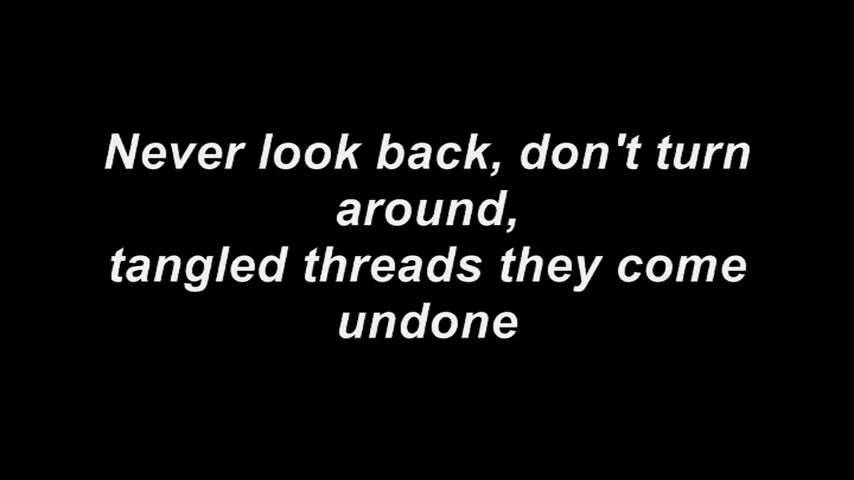 Never look back, don't turn
around,
tangled threads they come
undone